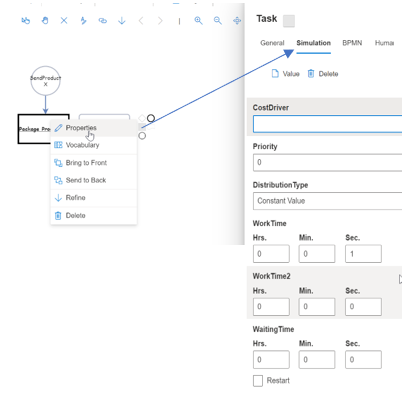 Task
General Simulation BPMN Huma
Value Delete
SendProduct
X
Package Pro
Properties
Vocabulary
Bring to Front
Send to Back
Refine
Delete
CostDriver
Priority
0
DistributionType
Constant Value
WorkTime
Hrs. Min. Sec.
0 0 1
WorkTime2
Hrs. Min. Sec.
0 0 0
WaitingTime
Hrs. Min. Sec.
0 0 0
Restart